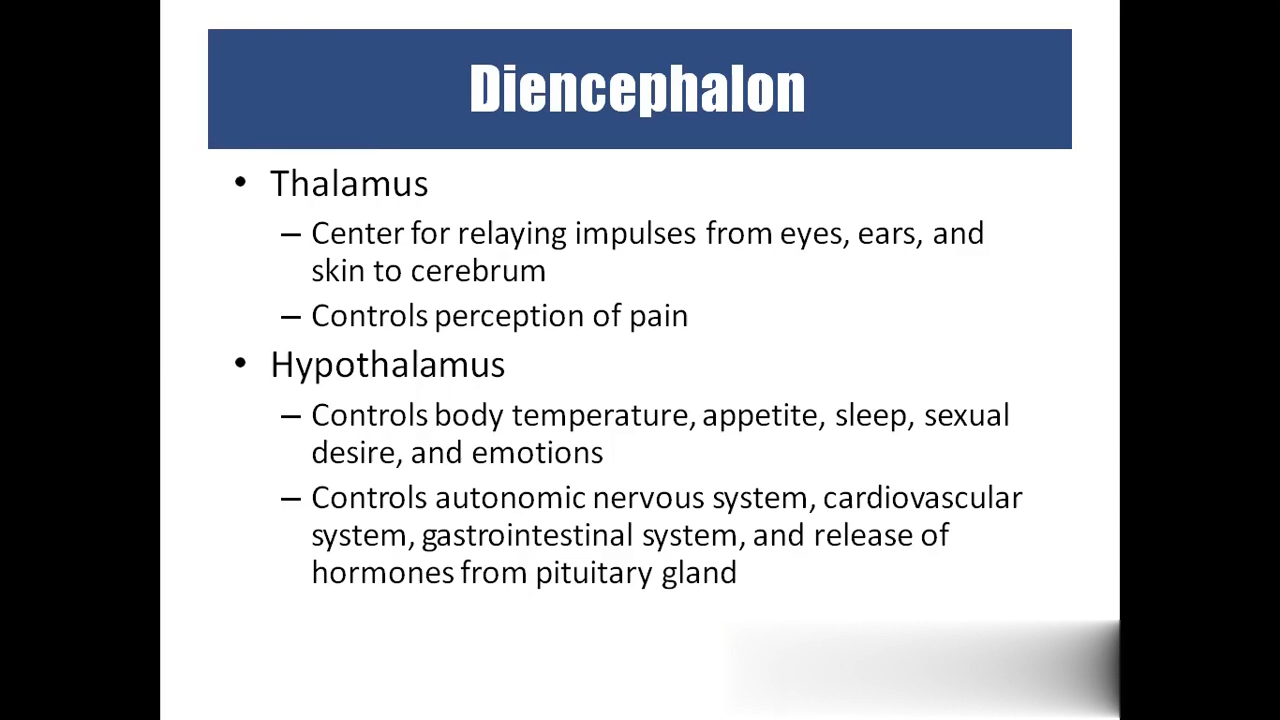 Diencephalon
• Thalamus
– Center for relaying impulses from eyes, ears, and
skin to cerebrum
– Controls perception of pain
• Hypothalamus
– Controls body temperature, appetite, sleep, sexual
desire, and emotions
– Controls autonomic nervous system, cardiovascular
system, gastrointestinal system, and release of
hormones from pituitary gland